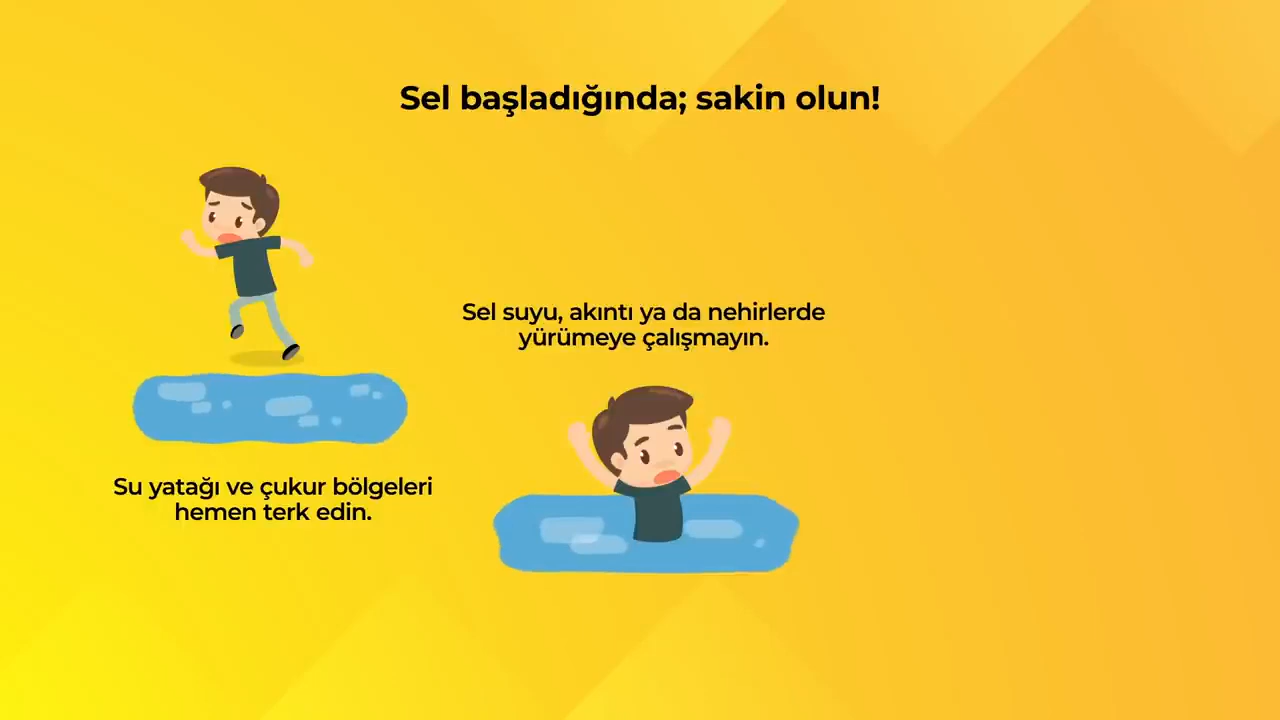 Sel başladığında; sakin olun!
Su yatağı ve çukur bölgeleri
hemen terk edin.
Sel suyu, akıntı ya da nehirlerde
yürümeye çalışmayın.